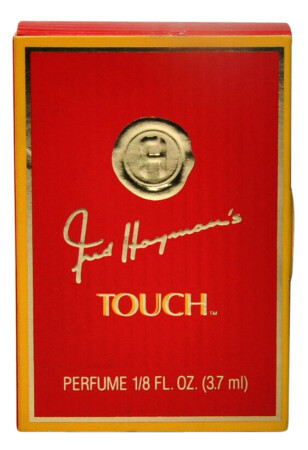 Fred Hayman's
TOUCH™
PERFUME 1/8 FL. OZ. (3.7 ml)